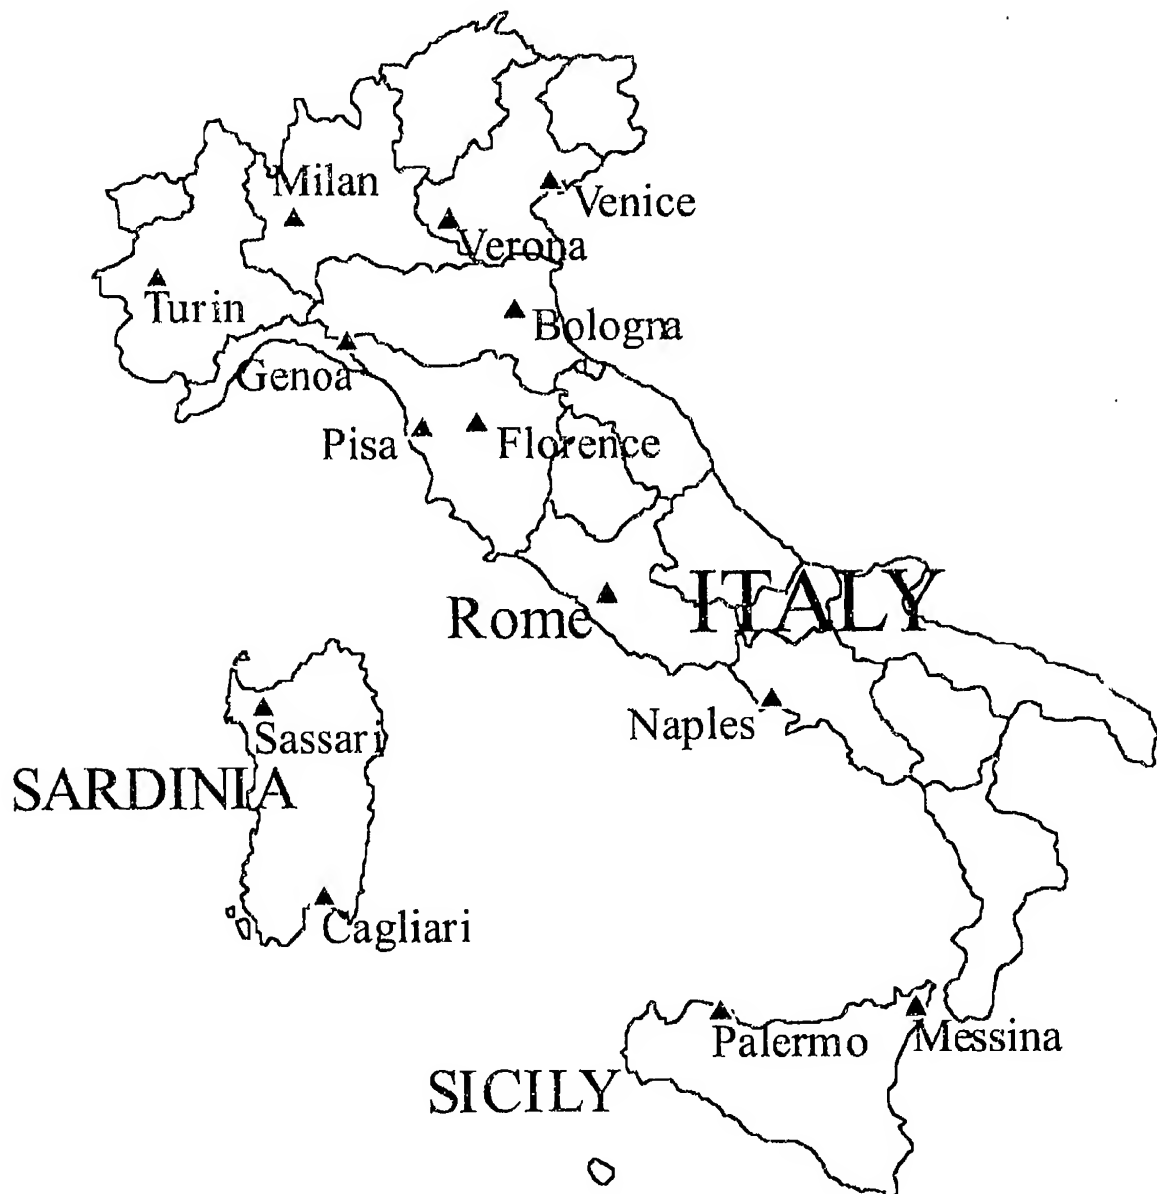 Milan
Venice
Verona
Turin
Bologna
Genoa
Pisa
Florence
ITALY
Rome
Naples
Sassari
SARDINIA
Cagliari
Palermo
Messina
SICILY